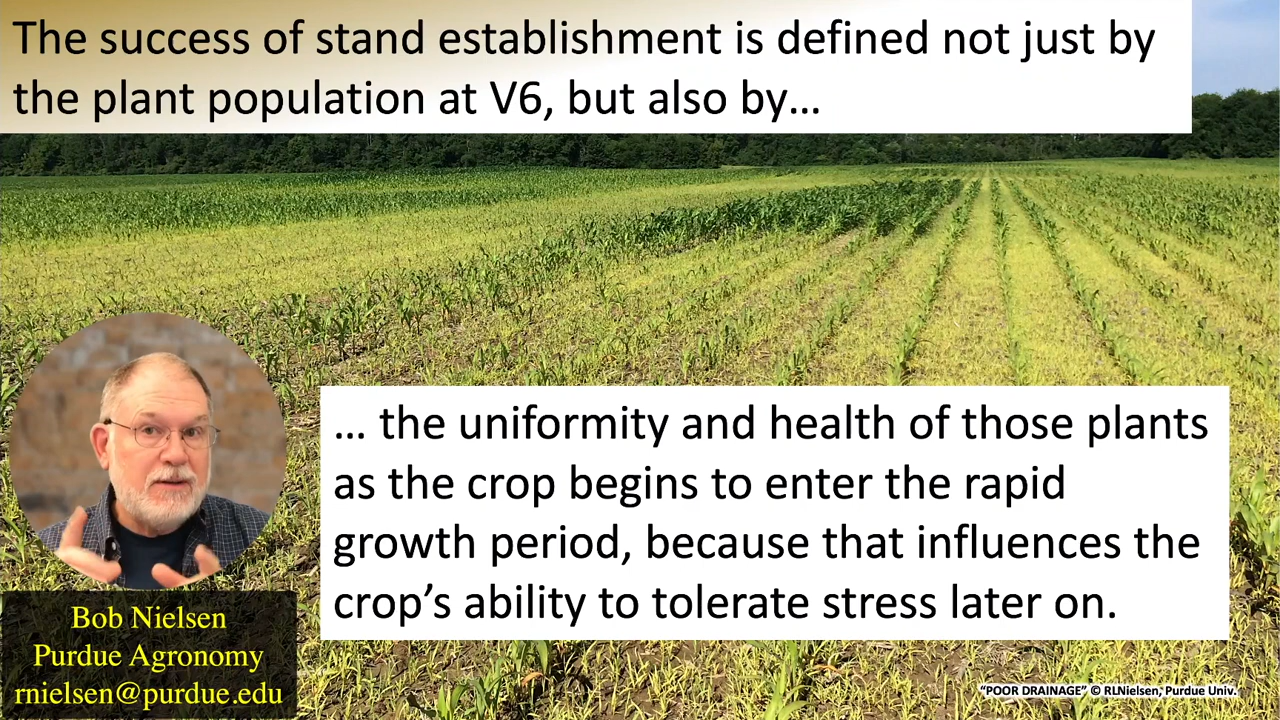 The success of stand establishment is defined not just by
the plant population at V6, but also by…
… the uniformity and health of those plants
as the crop begins to enter the rapid
growth period, because that influences the
crop’s ability to tolerate stress later on.
Bob Nielsen
Purdue Agronomy
rnielsen@purdue.edu
“POOR DRAINAGE” © RLNielsen, Purdue Univ.